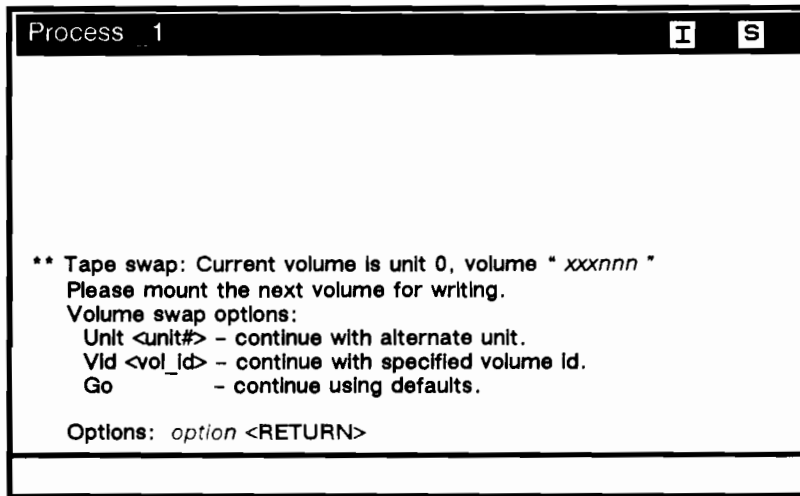 Process 1 I S
** Tape swap: Current volume is unit 0, volume " xxxnnn "
Please mount the next volume for writing.
Volume swap options:
Unit <unit#> – continue with alternate unit.
Vid <vol_id> – continue with specified volume id.
Go – continue using defaults.
Options: option <RETURN>